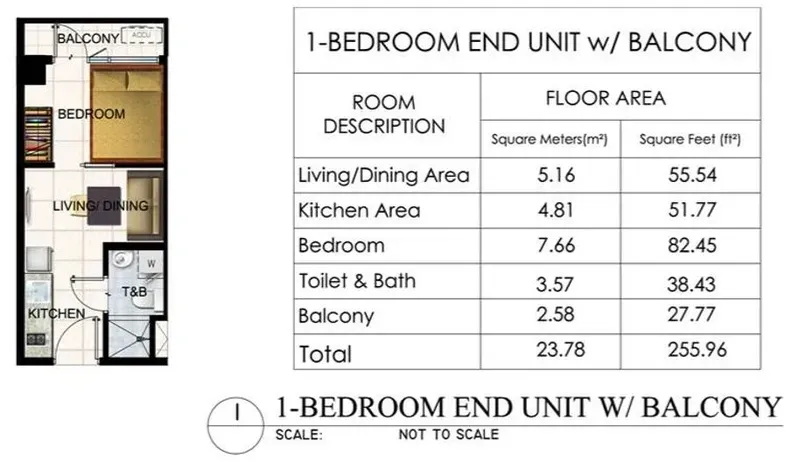 BALCONY
ACCU
BEDROOM
LIVING/ DINING
W
T&B
KITCHEN
1-BEDROOM END UNIT w/ BALCONY
ROOM DESCRIPTION FLOOR AREA
Square Meters(m²) Square Feet (ft²)
Living/Dining Area 5.16 55.54
Kitchen Area 4.81 51.77
Bedroom 7.66 82.45
Toilet & Bath 3.57 38.43
Balcony 2.58 27.77
Total 23.78 255.96
1 1-BEDROOM END UNIT W/ BALCONY
SCALE: NOT TO SCALE